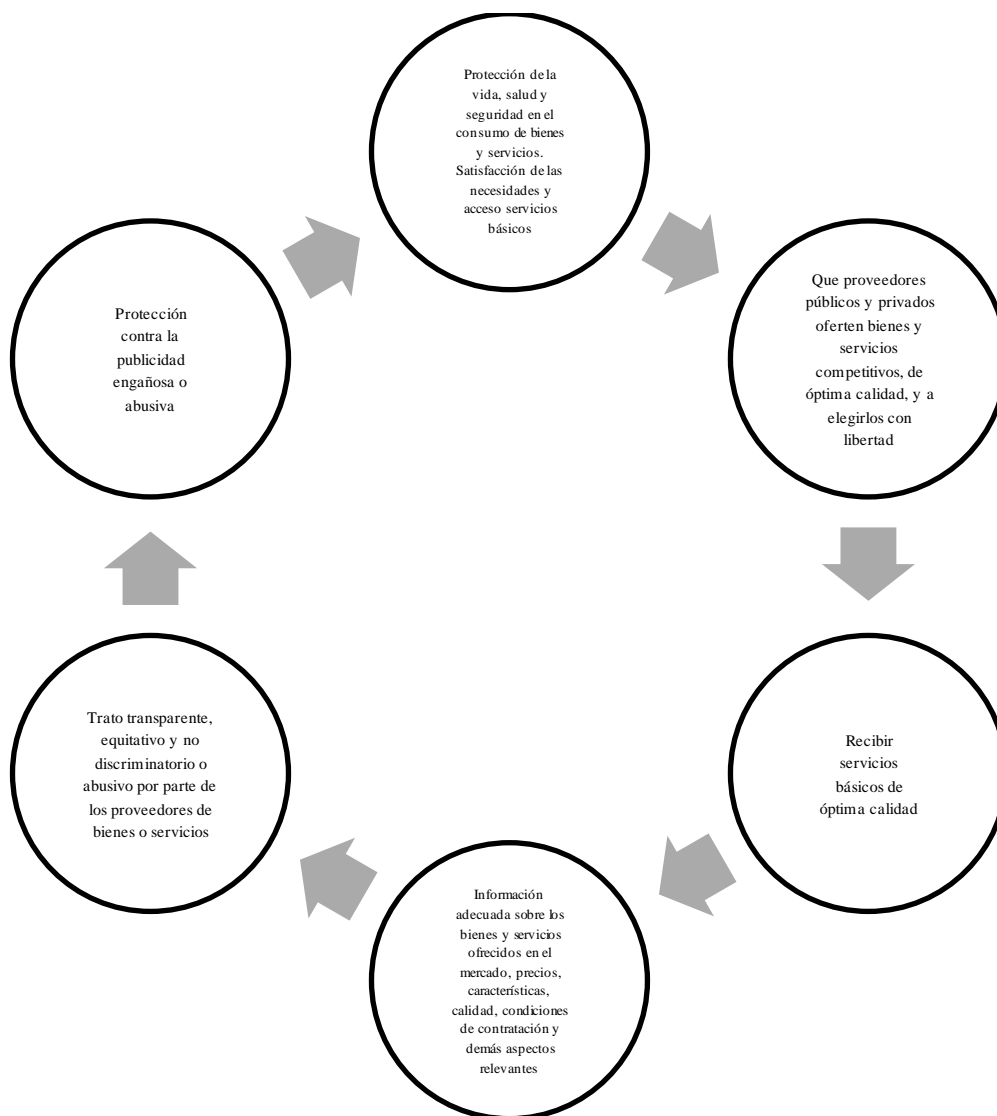 Protección de la
vida, salud y
seguridad en el
consumo de bienes
y servicios.
Satisfacción de las
necesidades y
acceso servicios
básicos
Que proveedores
públicos y privados
oferten bienes y
servicios
competitivos, de
óptima calidad, y a
elegirlos con
libertad
Recibir
servicios
básicos de
óptima calidad
Información
adecuada sobre los
bienes y servicios
ofrecidos en el
mercado, precios,
características,
calidad, condiciones
de contratación y
demás aspectos
relevantes
Trato transparente,
equitativo y no
discriminatorio o
abusivo por parte de
los proveedores de
bienes o servicios
Protección
contra la
publicidad
engañosa o
abusiva